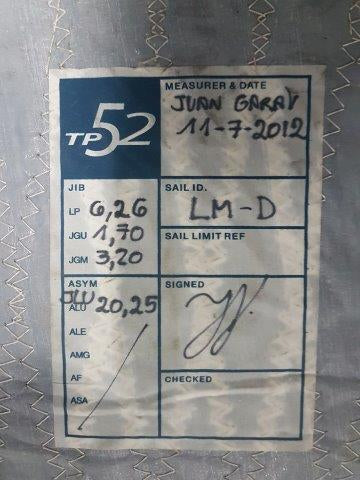 TP52
MEASURER & DATE
JUAN GARAY
11-7-2012
JIB
LP 6,26
JGU 1,70
JGM 3,20
SAIL ID.
LM-D
SAIL LIMIT REF
ASYM
JLU
ALU 20,25
ALE
AMG
AF
ASA
SIGNED
CHECKED